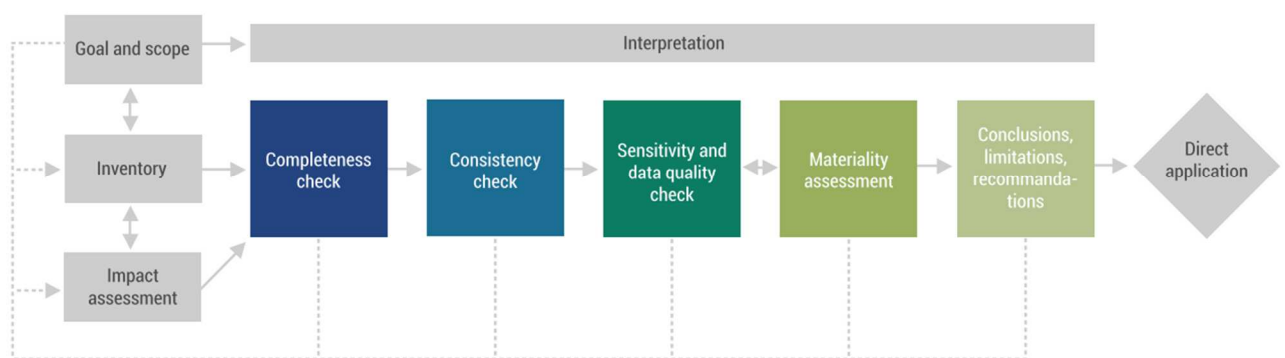 Goal and scope
Interpretation
Inventory
Completeness
check
Consistency
check
Sensitivity and
data quality
check
Materiality
assessment
Conclusions,
limitations,
recommanda-
tions
Direct
application
Impact
assessment